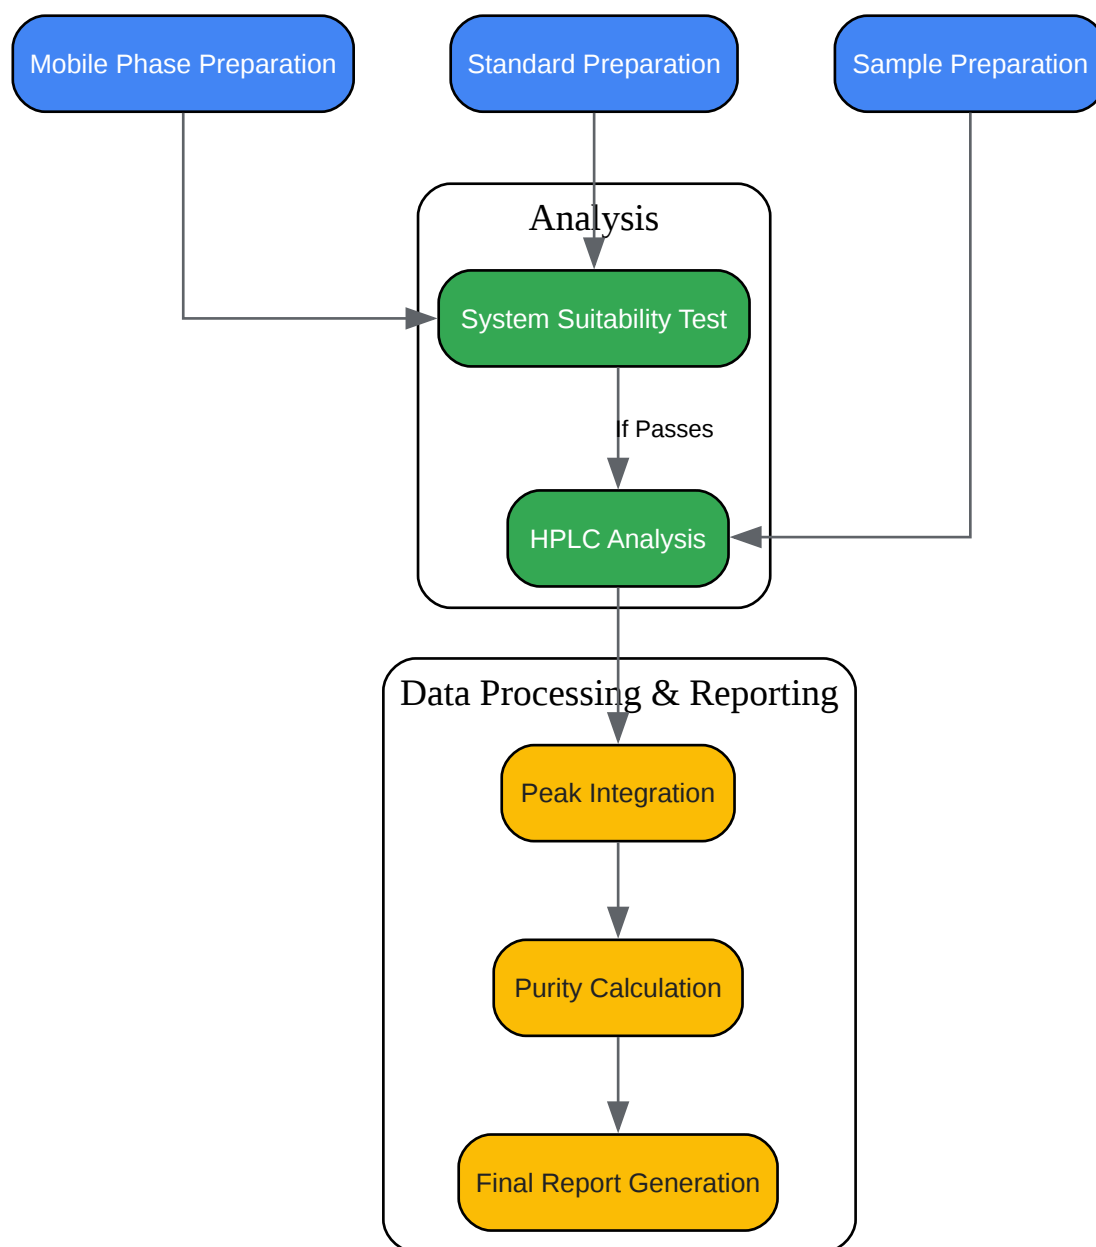 Mobile Phase Preparation
Standard Preparation
Sample Preparation
Analysis
System Suitability Test
If Passes
HPLC Analysis
Data Processing & Reporting
Peak Integration
Purity Calculation
Final Report Generation